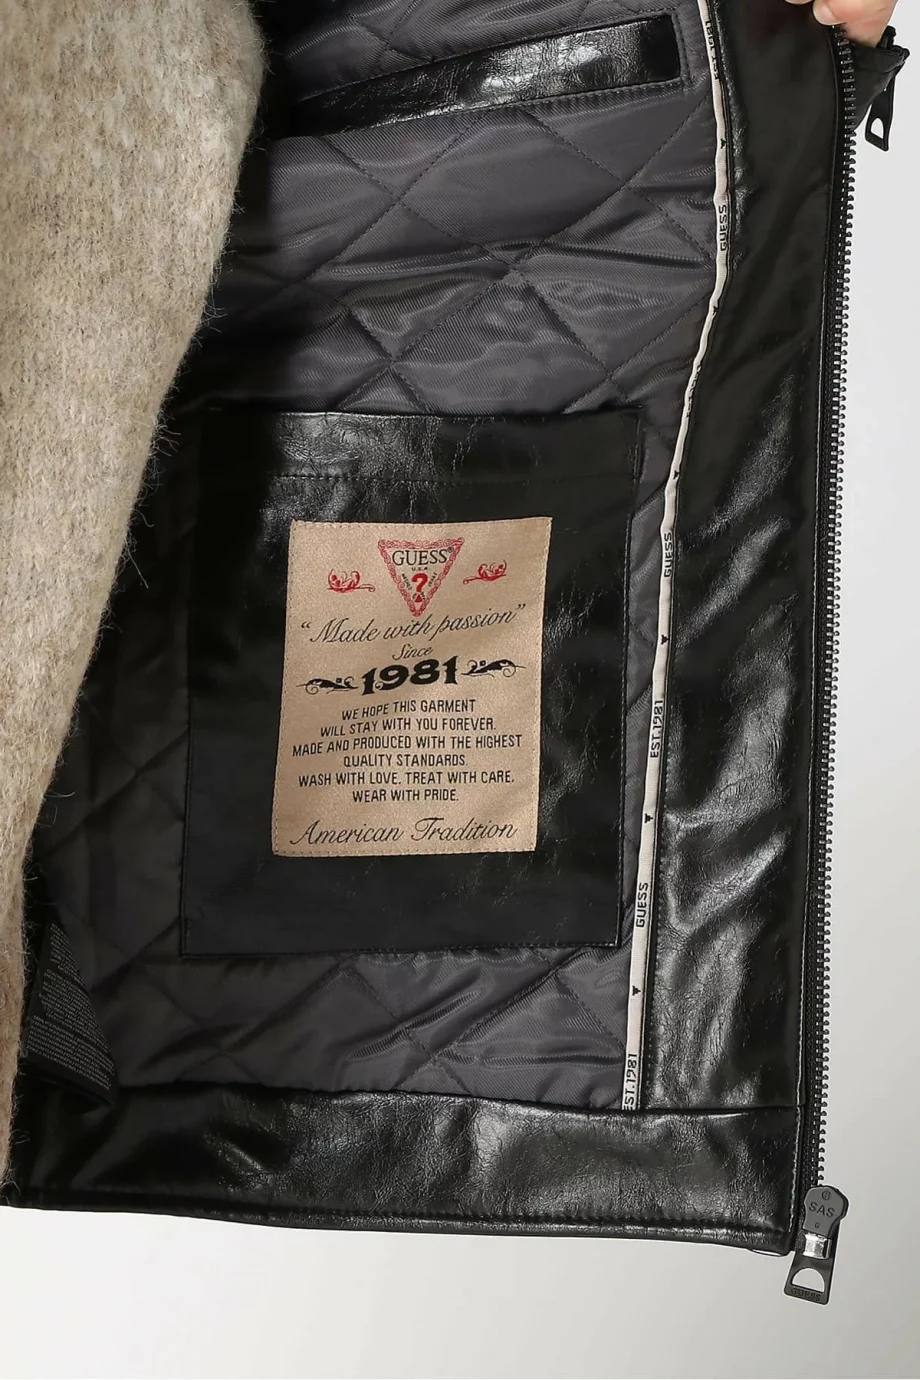 GUESS
GUESS
U.S.A.
?
“Made with passion”
Since
1981
WE HOPE THIS GARMENT
WILL STAY WITH YOU FOREVER.
MADE AND PRODUCED WITH THE HIGHEST
QUALITY STANDARDS.
WASH WITH LOVE. TREAT WITH CARE.
WEAR WITH PRIDE.
American Tradition
GUESS
EST.1981
GUESS
EST.1981
SAS
GUESS